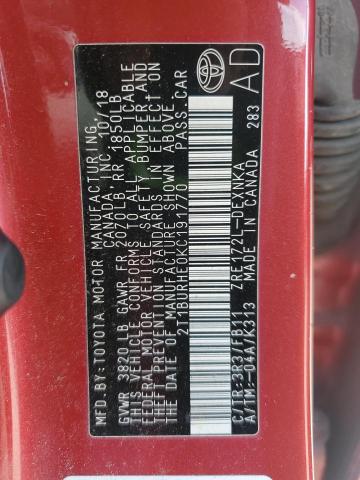 MFD. BY: TOYOTA MOTOR MANUFACTURING,
CANADA INC. 10/18
GVWR 3820LB GAWR FR 2070LB RR 1850LB
THIS VEHICLE CONFORMS TO ALL APPLICABLE
FEDERAL MOTOR VEHICLE SAFETY, BUMPER, AND
THEFT PREVENTION STANDARDS IN EFFECT ON
THE DATE OF MANUFACTURE SHOWN ABOVE.
2T1BURHE0KC191770 PASS. CAR
C/TR: 3R3/FB11 ZRE172L-DEXNKA
A/TM: -04A/K313 MADE IN CANADA 283
AD